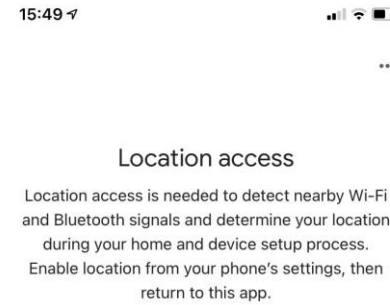 15:49
Location access
Location access is needed to detect nearby Wi-Fi
and Bluetooth signals and determine your location
during your home and device setup process.
Enable location from your phone's settings, then
return to this app.